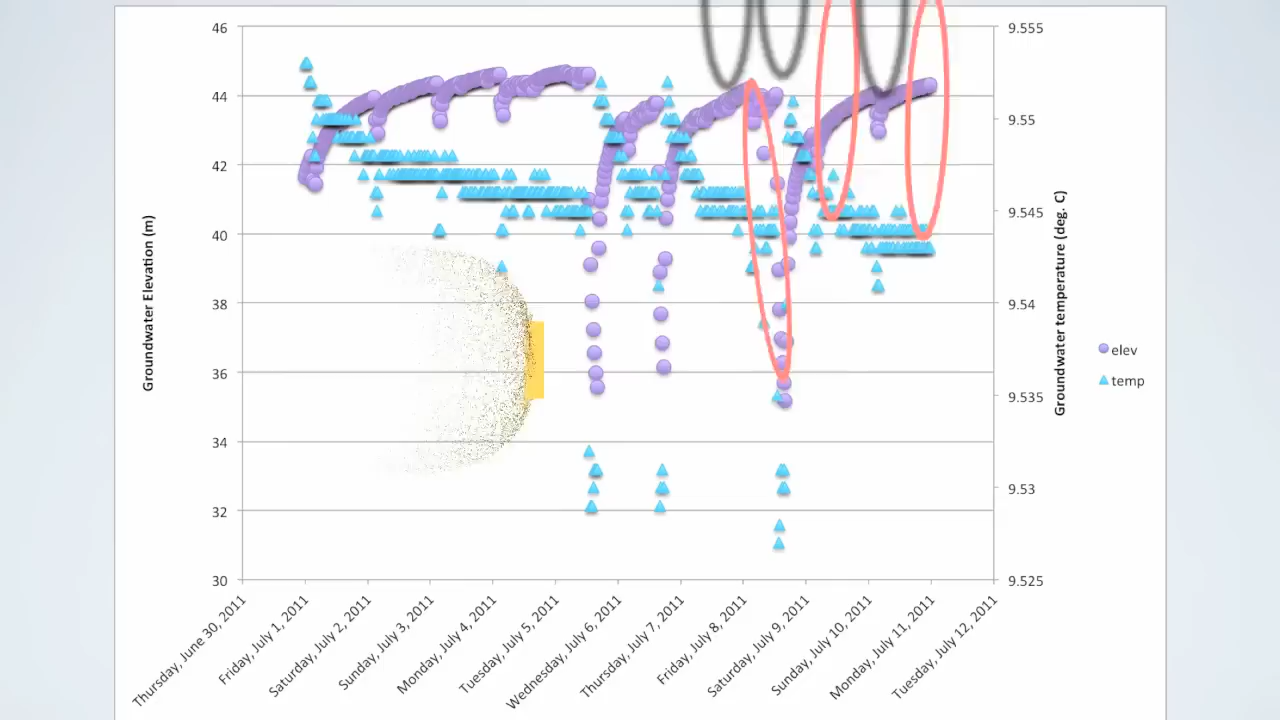 46
44
42
40
38
36
34
32
30
Groundwater Elevation (m)
9.555
9.55
9.545
9.54
9.535
9.53
9.525
Groundwater temperature (deg. C)
elev
temp
Thursday, June 30, 2011
Friday, July 1, 2011
Saturday, July 2, 2011
Sunday, July 3, 2011
Monday, July 4, 2011
Tuesday, July 5, 2011
Wednesday, July 6, 2011
Thursday, July 7, 2011
Friday, July 8, 2011
Saturday, July 9, 2011
Sunday, July 10, 2011
Monday, July 11, 2011
Tuesday, July 12, 2011